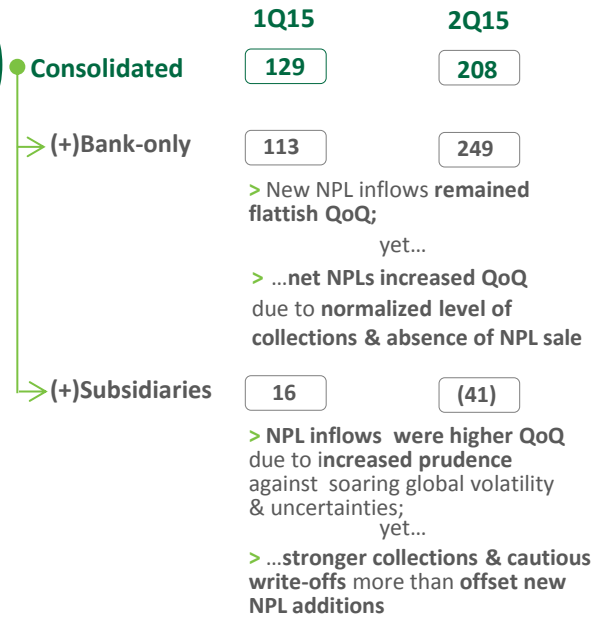 1Q15 2Q15
Consolidated 129 208
(+)Bank-only 113 249
> New NPL inflows remained
flattish QoQ;
yet…
> …net NPLs increased QoQ
due to normalized level of
collections & absence of NPL sale
(+)Subsidiaries 16 (41)
> NPL inflows were higher QoQ
due to increased prudence
against soaring global volatility
& uncertainties;
yet…
> …stronger collections & cautious
write-offs more than offset new
NPL additions